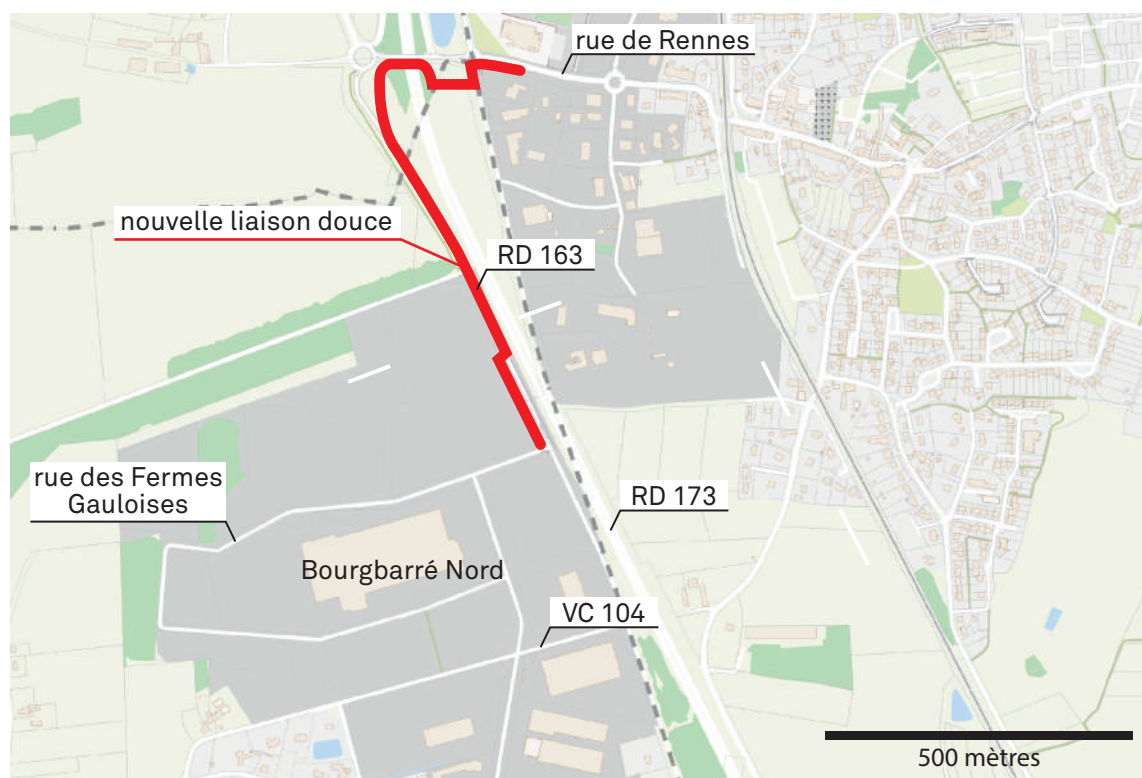 rue de Rennes
nouvelle liaison douce
RD 163
rue des Fermes
Gauloises
RD 173
Bourgbarré Nord
VC 104
500 mètres